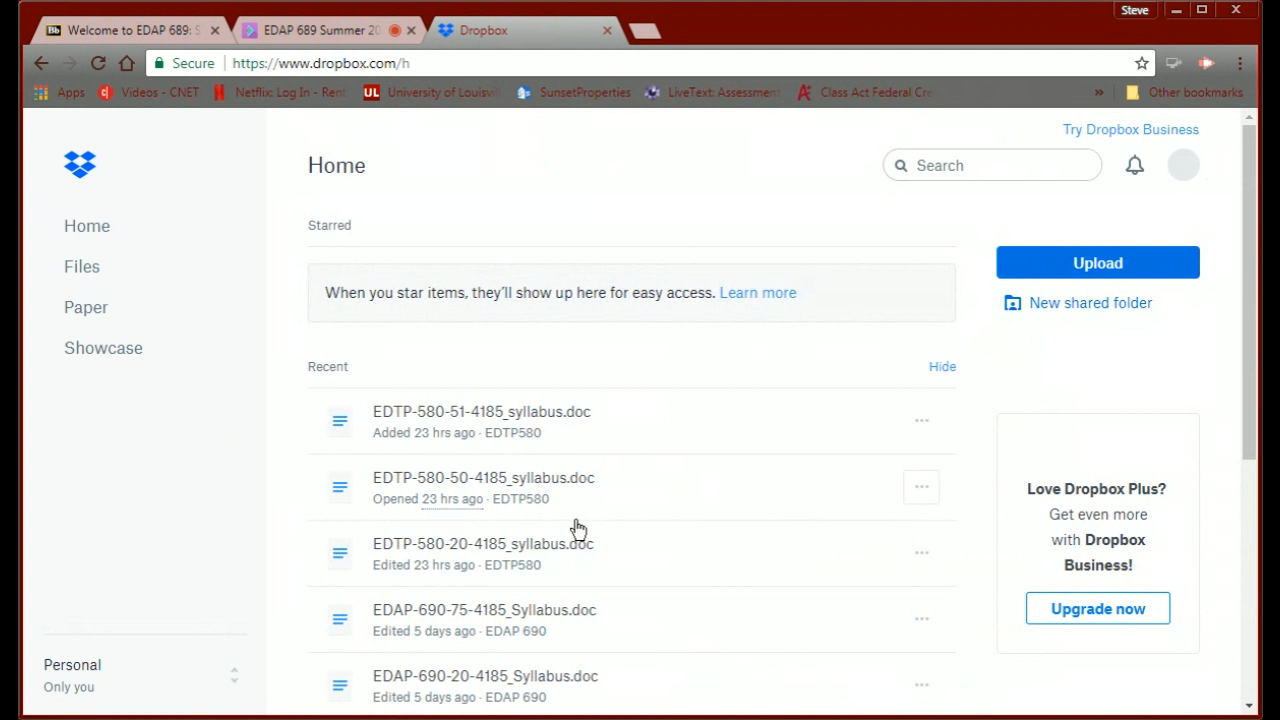 Steve
Bb Welcome to EDAP 689: S
EDAP 689 Summer 20
Dropbox
Secure https://www.dropbox.com/h
Apps
Videos - CNET
Netflix: Log In - Rent
UL University of Louisvi
SunsetProperties
LiveText: Assessment
Class Act Federal Cre
» Other bookmarks
Try Dropbox Business
Home
Search
Home
Files
Paper
Showcase
Starred
When you star items, they'll show up here for easy access. Learn more
Upload
New shared folder
Recent
Hide
EDTP-580-51-4185_syllabus.doc
Added 23 hrs ago · EDTP580
EDTP-580-50-4185_syllabus.doc
Opened 23 hrs ago · EDTP580
EDTP-580-20-4185_syllabus.doc
Edited 23 hrs ago · EDTP580
EDAP-690-75-4185_Syllabus.doc
Edited 5 days ago · EDAP 690
EDAP-690-20-4185_Syllabus.doc
Edited 5 days ago · EDAP 690
Love Dropbox Plus?
Get even more
with Dropbox
Business!
Upgrade now
Personal
Only you